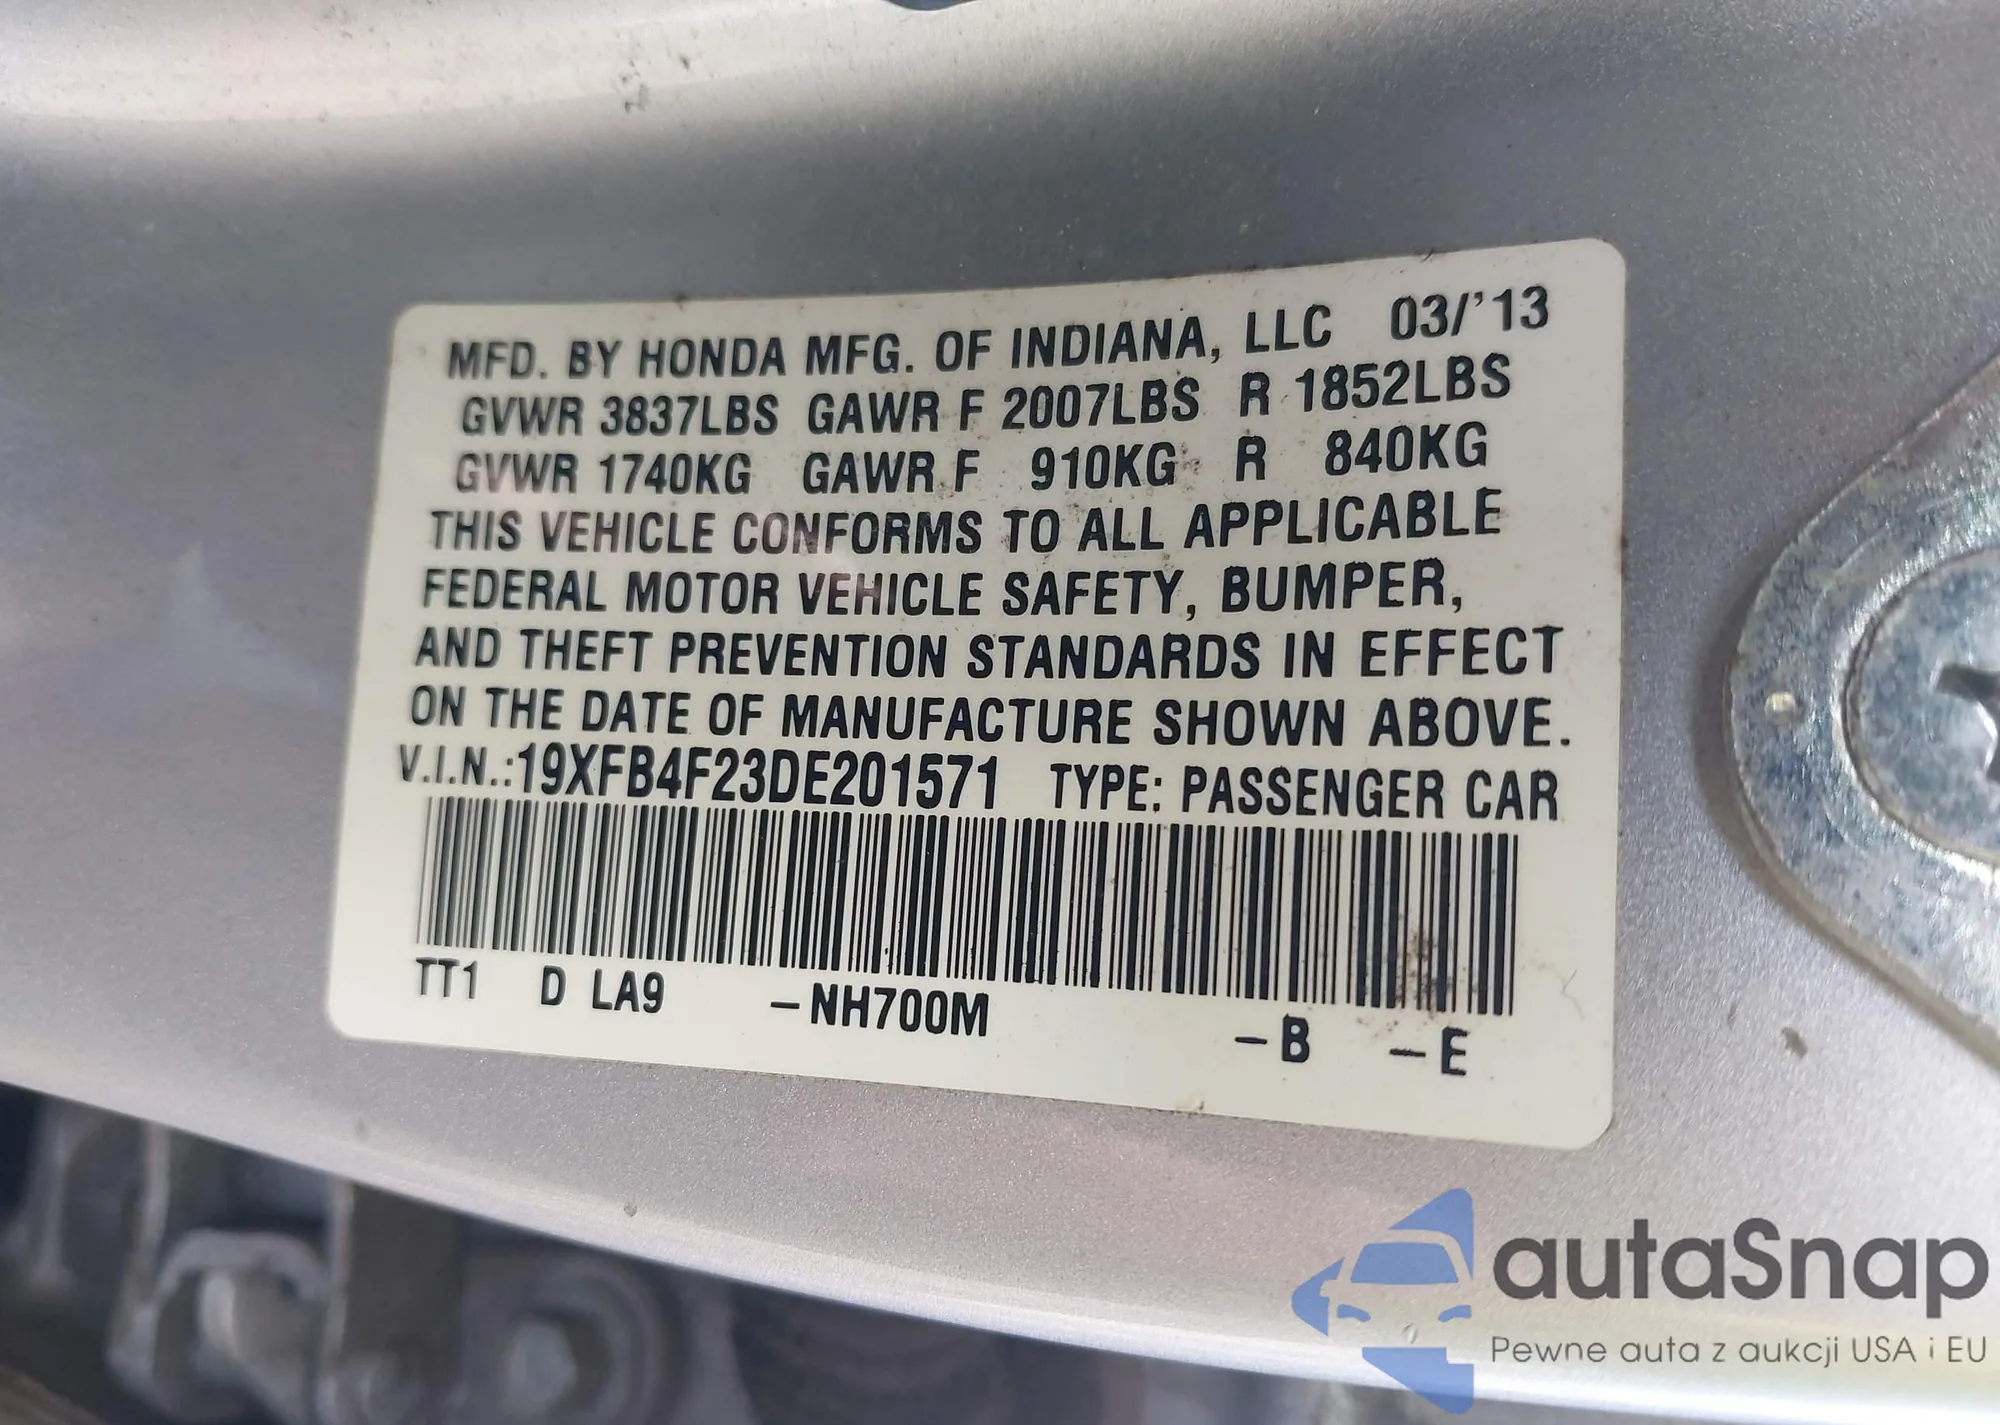 MFD. BY HONDA MFG. OF INDIANA, LLC 03/'13
GVWR 3837LBS GAWR F 2007LBS R 1852LBS
GVWR 1740KG GAWR F 910KG R 840KG
THIS VEHICLE CONFORMS TO ALL APPLICABLE
FEDERAL MOTOR VEHICLE SAFETY, BUMPER,
AND THEFT PREVENTION STANDARDS IN EFFECT
ON THE DATE OF MANUFACTURE SHOWN ABOVE.
V.I.N.:19XFB4F23DE201571 TYPE: PASSENGER CAR
TT1 D LA9 -NH700M -B -E
autaSnap
Pewne auta z aukcji USA i EU